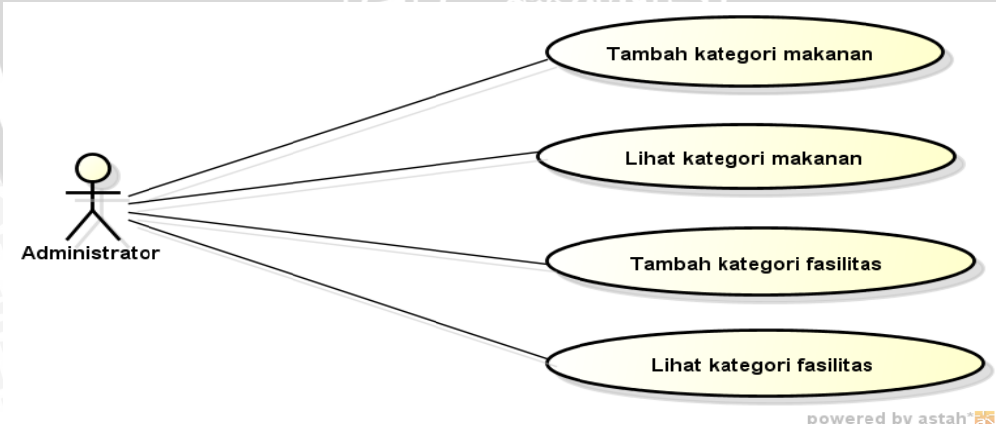 Tambah kategori makanan
Lihat kategori makanan
Administrator
Tambah kategori fasilitas
Lihat kategori fasilitas
powered by astah*